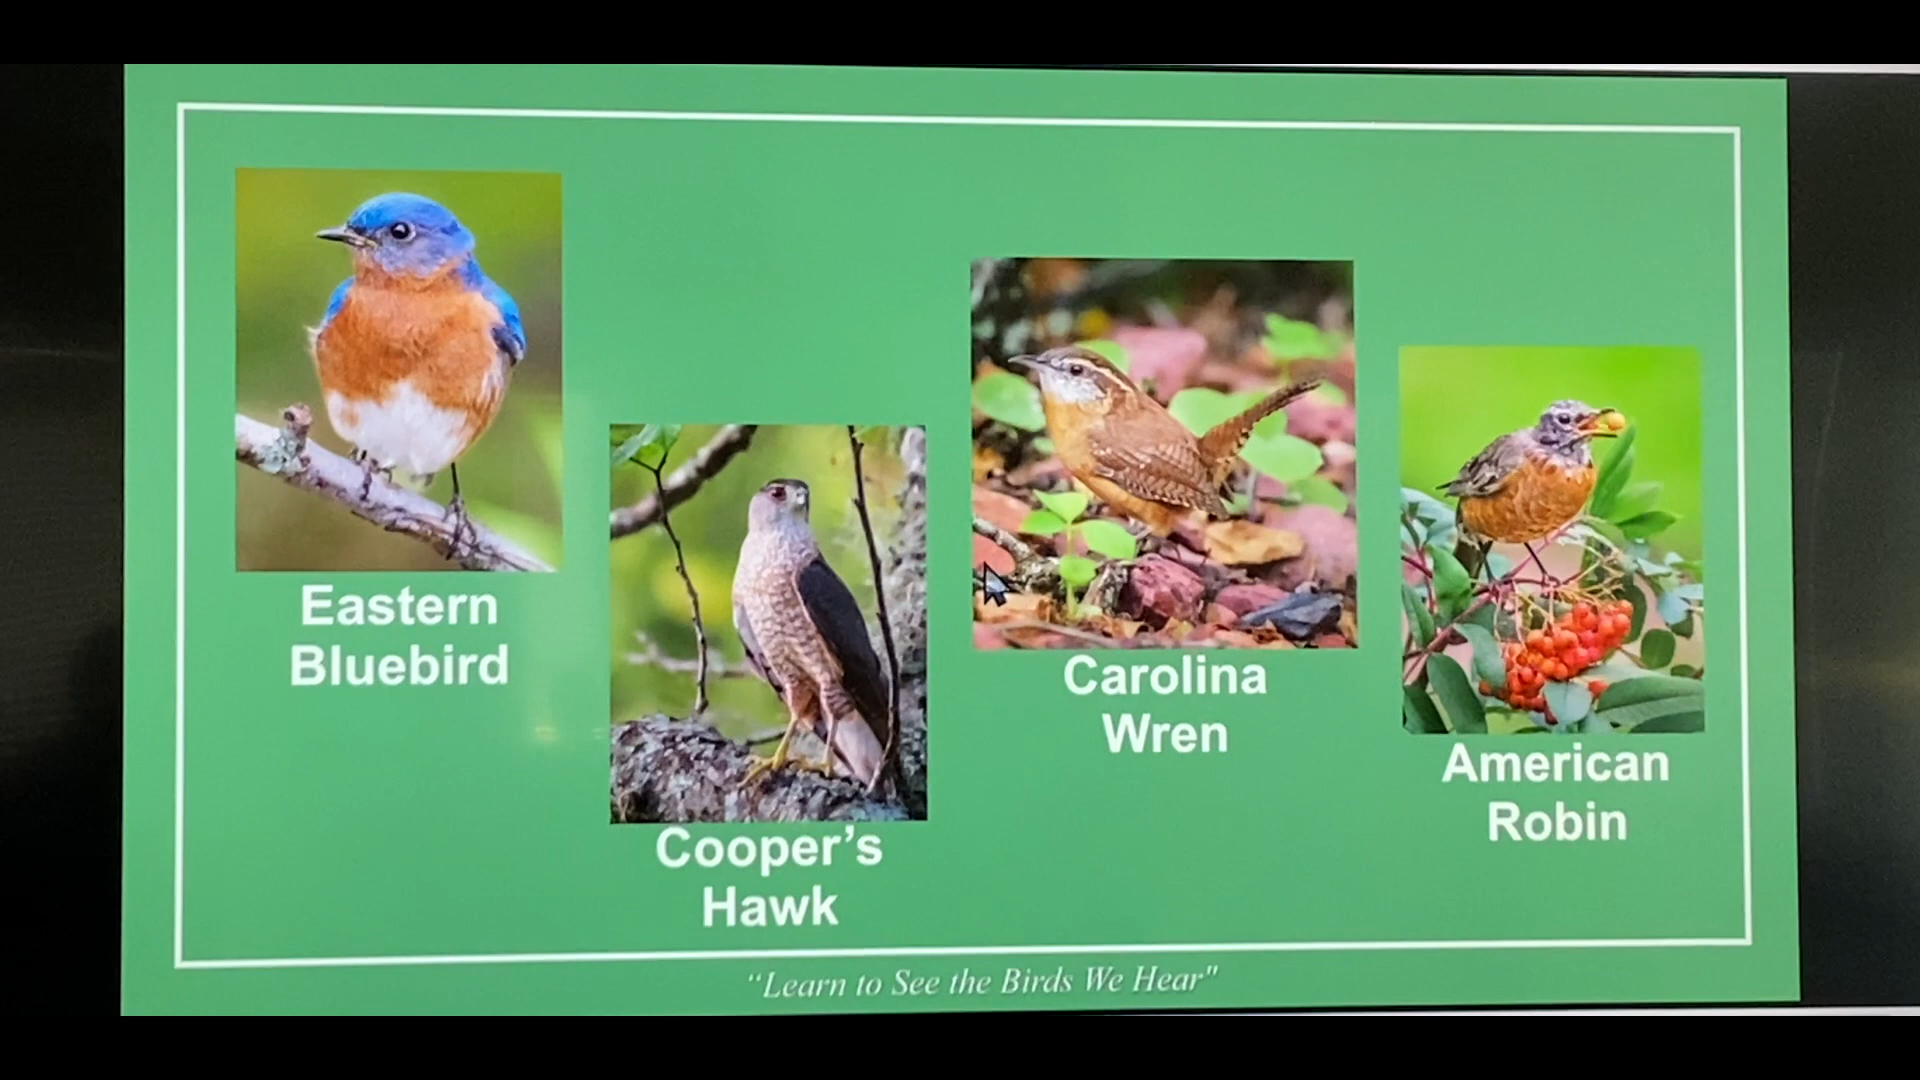 Eastern
Bluebird
Cooper’s
Hawk
Carolina
Wren
American
Robin
“Learn to See the Birds We Hear"